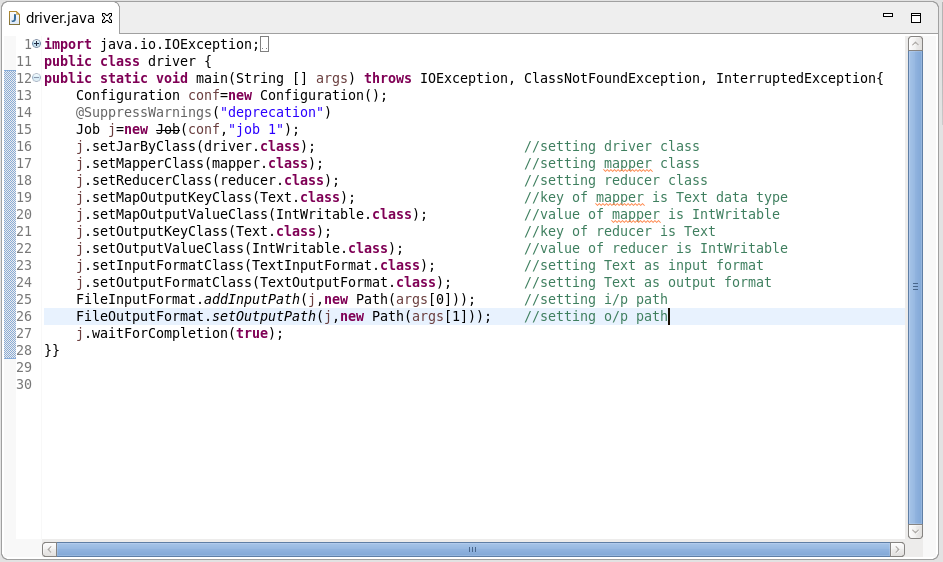 driver.java
1 import java.io.IOException;
11 public class driver {
12 public static void main(String [] args) throws IOException, ClassNotFoundException, InterruptedException{
13 Configuration conf=new Configuration();
14 @SuppressWarnings("deprecation")
15 Job j=new Job(conf,"job 1");
16 j.setJarByClass(driver.class); //setting driver class
17 j.setMapperClass(mapper.class); //setting mapper class
18 j.setReducerClass(reducer.class); //setting reducer class
19 j.setMapOutputKeyClass(Text.class); //key of mapper is Text data type
20 j.setMapOutputValueClass(IntWritable.class); //value of mapper is IntWritable
21 j.setOutputKeyClass(Text.class); //key of reducer is Text
22 j.setOutputValueClass(IntWritable.class); //value of reducer is IntWritable
23 j.setInputFormatClass(TextInputFormat.class); //setting Text as input format
24 j.setOutputFormatClass(TextOutputFormat.class); //setting Text as output format
25 FileInputFormat.addInputPath(j,new Path(args[0])); //setting i/p path
26 FileOutputFormat.setOutputPath(j,new Path(args[1])); //setting o/p path
27 j.waitForCompletion(true);
28 }}
29
30